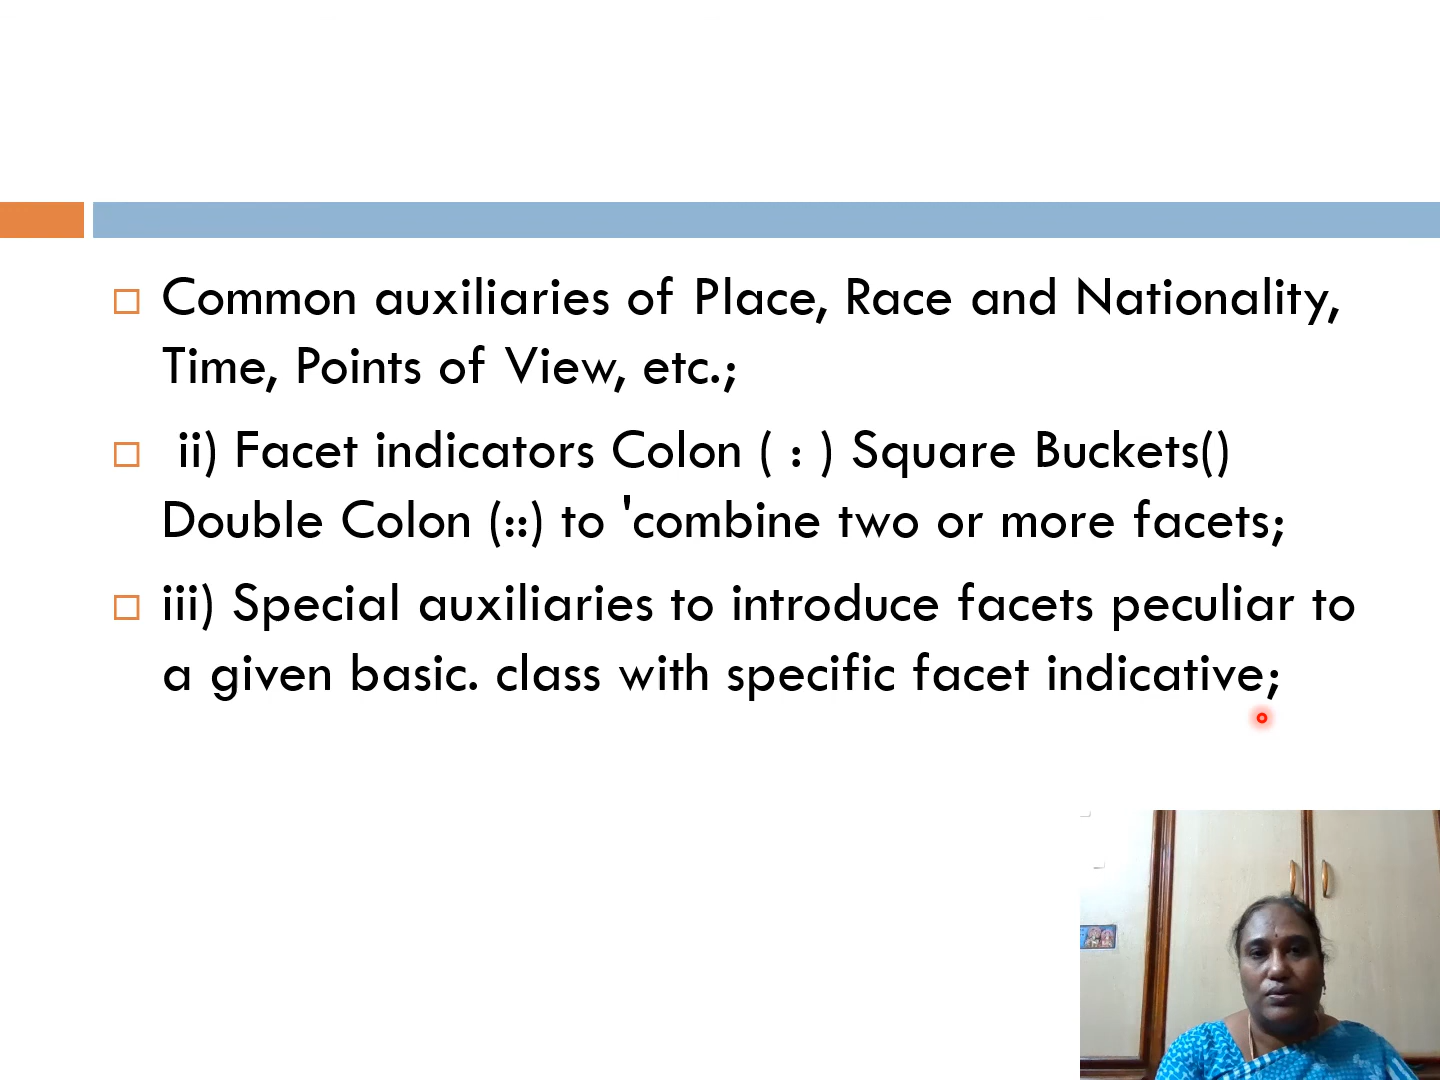 Common auxiliaries of Place, Race and Nationality,
Time, Points of View, etc.;
ii) Facet indicators Colon ( : ) Square Buckets()
Double Colon (::) to 'combine two or more facets;
iii) Special auxiliaries to introduce facets peculiar to
a given basic. class with specific facet indicative;